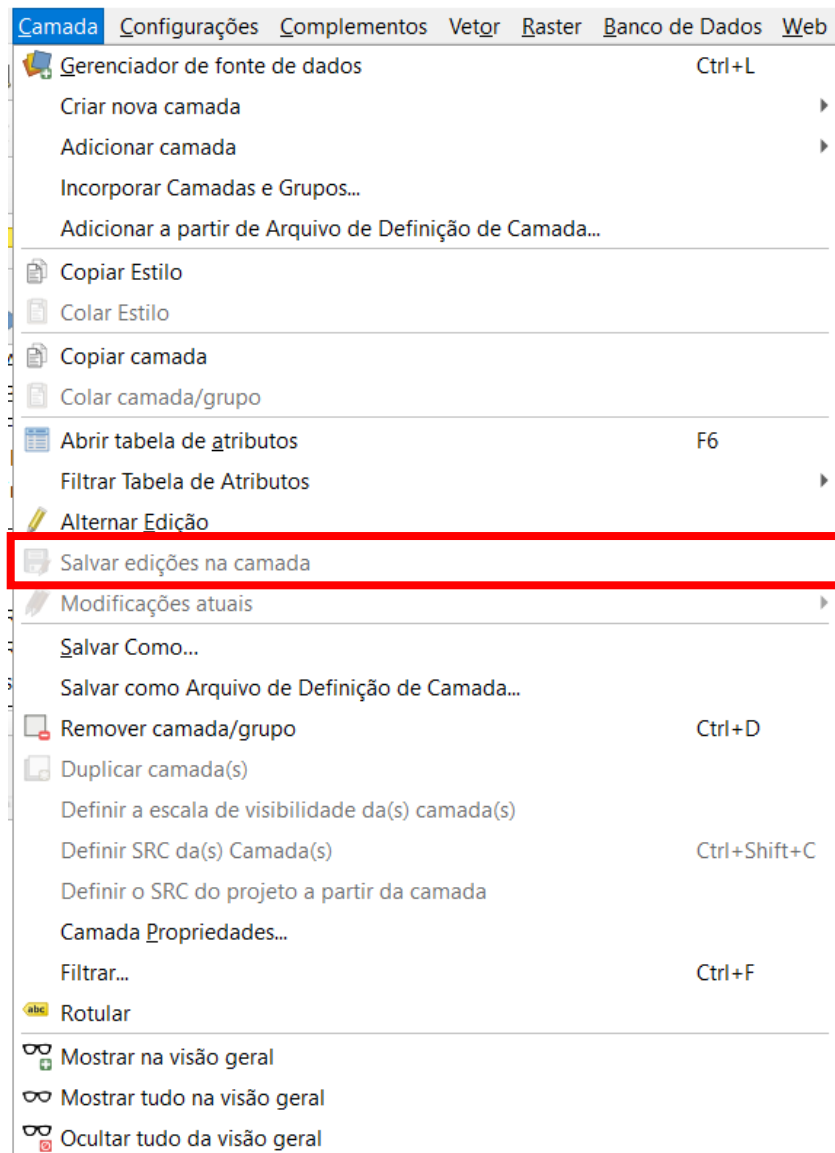 Camada Configurações Complementos Vetor Raster Banco de Dados Web
Gerenciador de fonte de dados Ctrl+L
Criar nova camada
Adicionar camada
Incorporar Camadas e Grupos...
Adicionar a partir de Arquivo de Definição de Camada...
Copiar Estilo
Colar Estilo
Copiar camada
Colar camada/grupo
Abrir tabela de atributos F6
Filtrar Tabela de Atributos
Alternar Edição
Salvar edições na camada
Modificações atuais
Salvar Como...
Salvar como Arquivo de Definição de Camada...
Remover camada/grupo Ctrl+D
Duplicar camada(s)
Definir a escala de visibilidade da(s) camada(s)
Definir SRC da(s) Camada(s) Ctrl+Shift+C
Definir o SRC do projeto a partir da camada
Camada Propriedades...
Filtrar... Ctrl+F
abc Rotular
Mostrar na visão geral
Mostrar tudo na visão geral
Ocultar tudo da visão geral